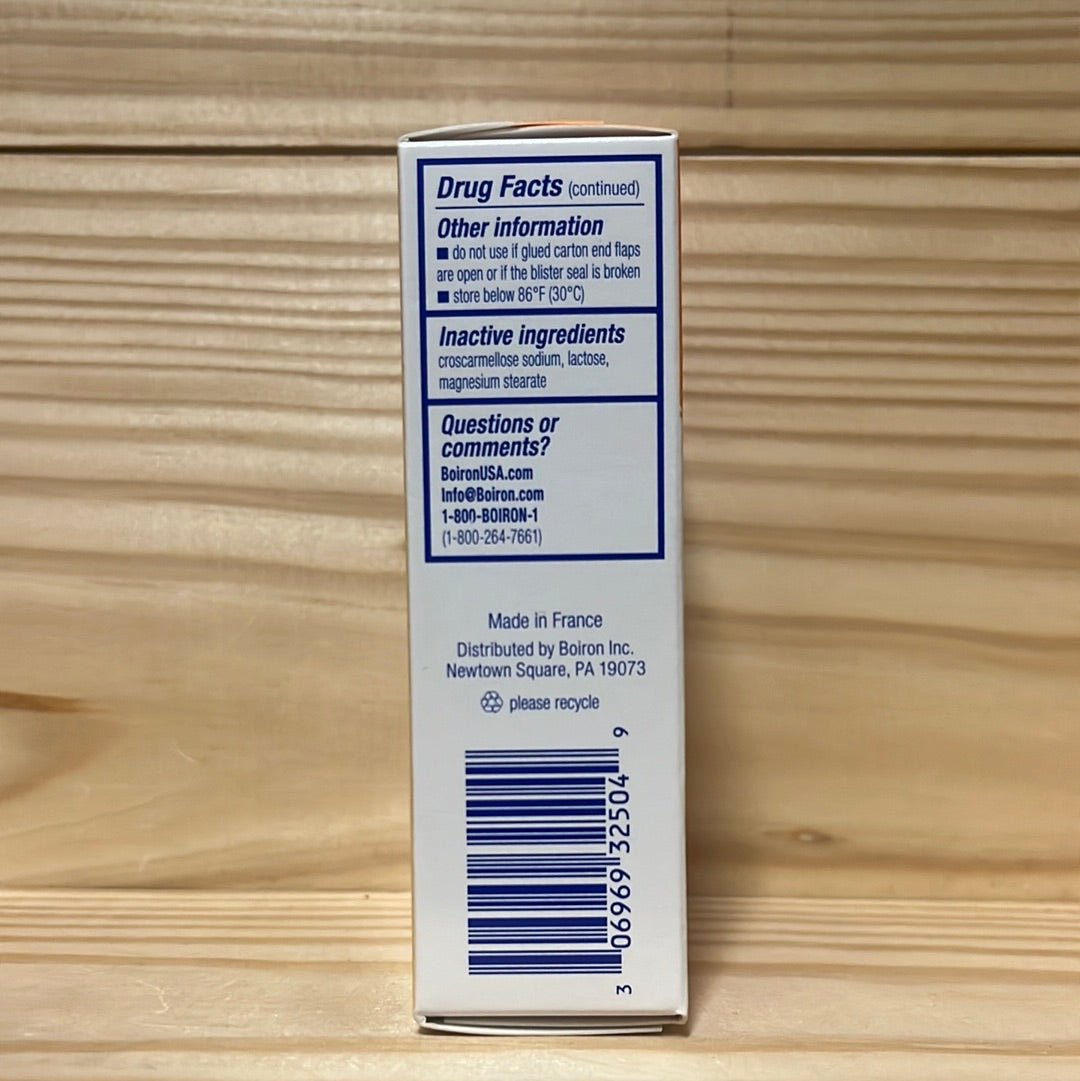 Drug Facts (continued)
Other information
■ do not use if glued carton end flaps
are open or if the blister seal is broken
■ store below 86°F (30°C)
Inactive ingredients
croscarmellose sodium, lactose,
magnesium stearate
Questions or
comments?
BoironUSA.com
Info@Boiron.com
1-800-BOIRON-1
(1-800-264-7661)
Made in France
Distributed by Boiron Inc.
Newtown Square, PA 19073
please recycle
3 06969 32504 9